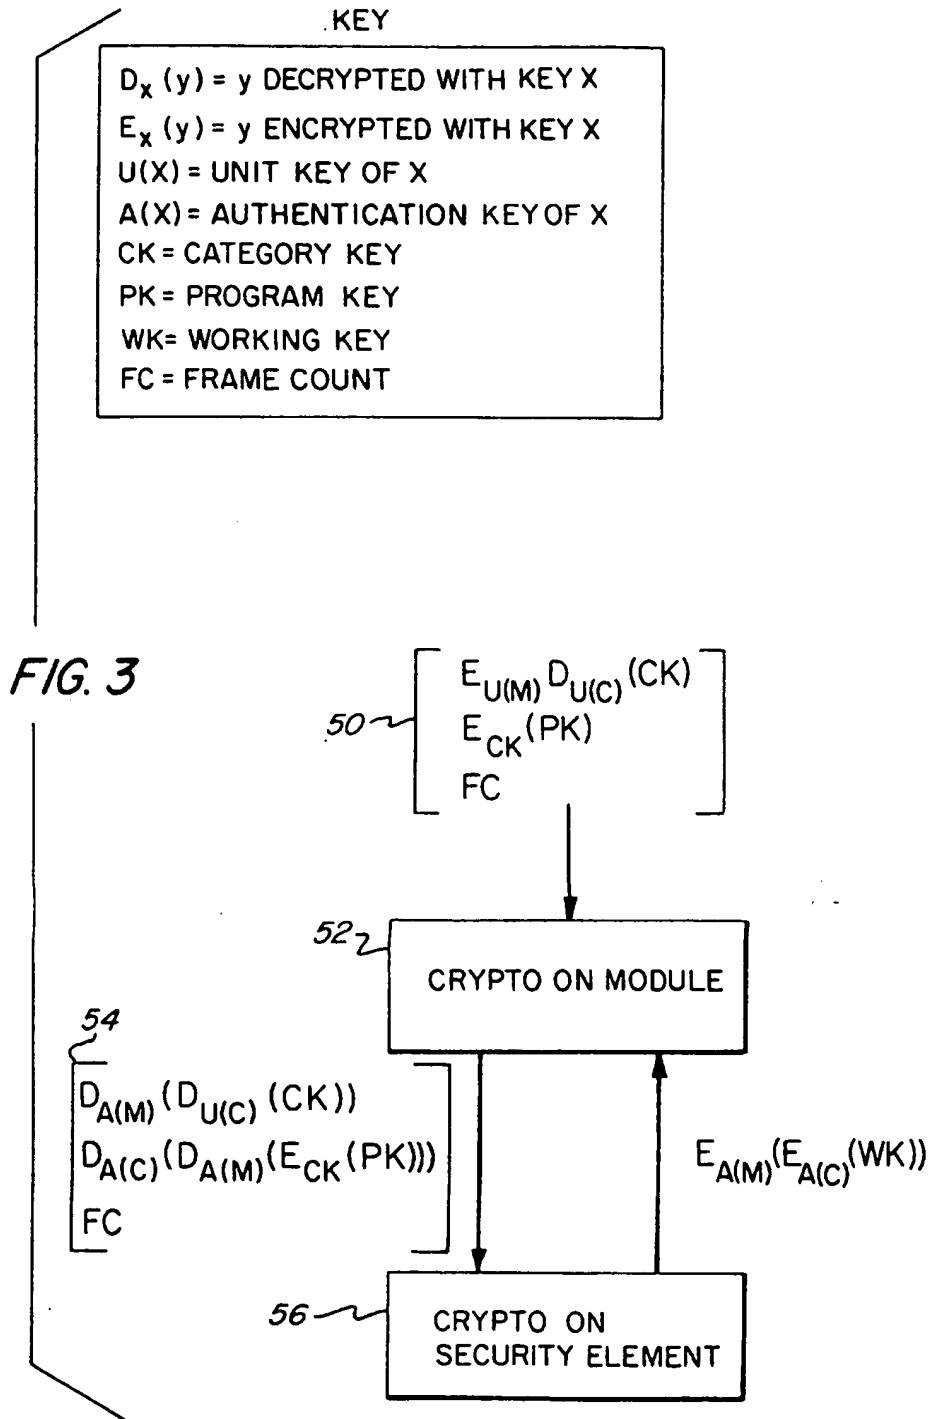 .KEY
Dₓ (y) = y DECRYPTED WITH KEY X
Eₓ (y) = y ENCRYPTED WITH KEY X
U(X) = UNIT KEY OF X
A(X) = AUTHENTICATION KEY OF X
CK = CATEGORY KEY
PK = PROGRAM KEY
WK= WORKING KEY
FC = FRAME COUNT
FIG. 3
50
E_U(M) D_U(C) (CK)
E_CK (PK)
FC
52
CRYPTO ON MODULE
54
D_A(M) (D_U(C) (CK))
D_A(C) (D_A(M) (E_CK (PK)))
FC
E_A(M) (E_A(C) (WK))
56
CRYPTO ON
SECURITY ELEMENT